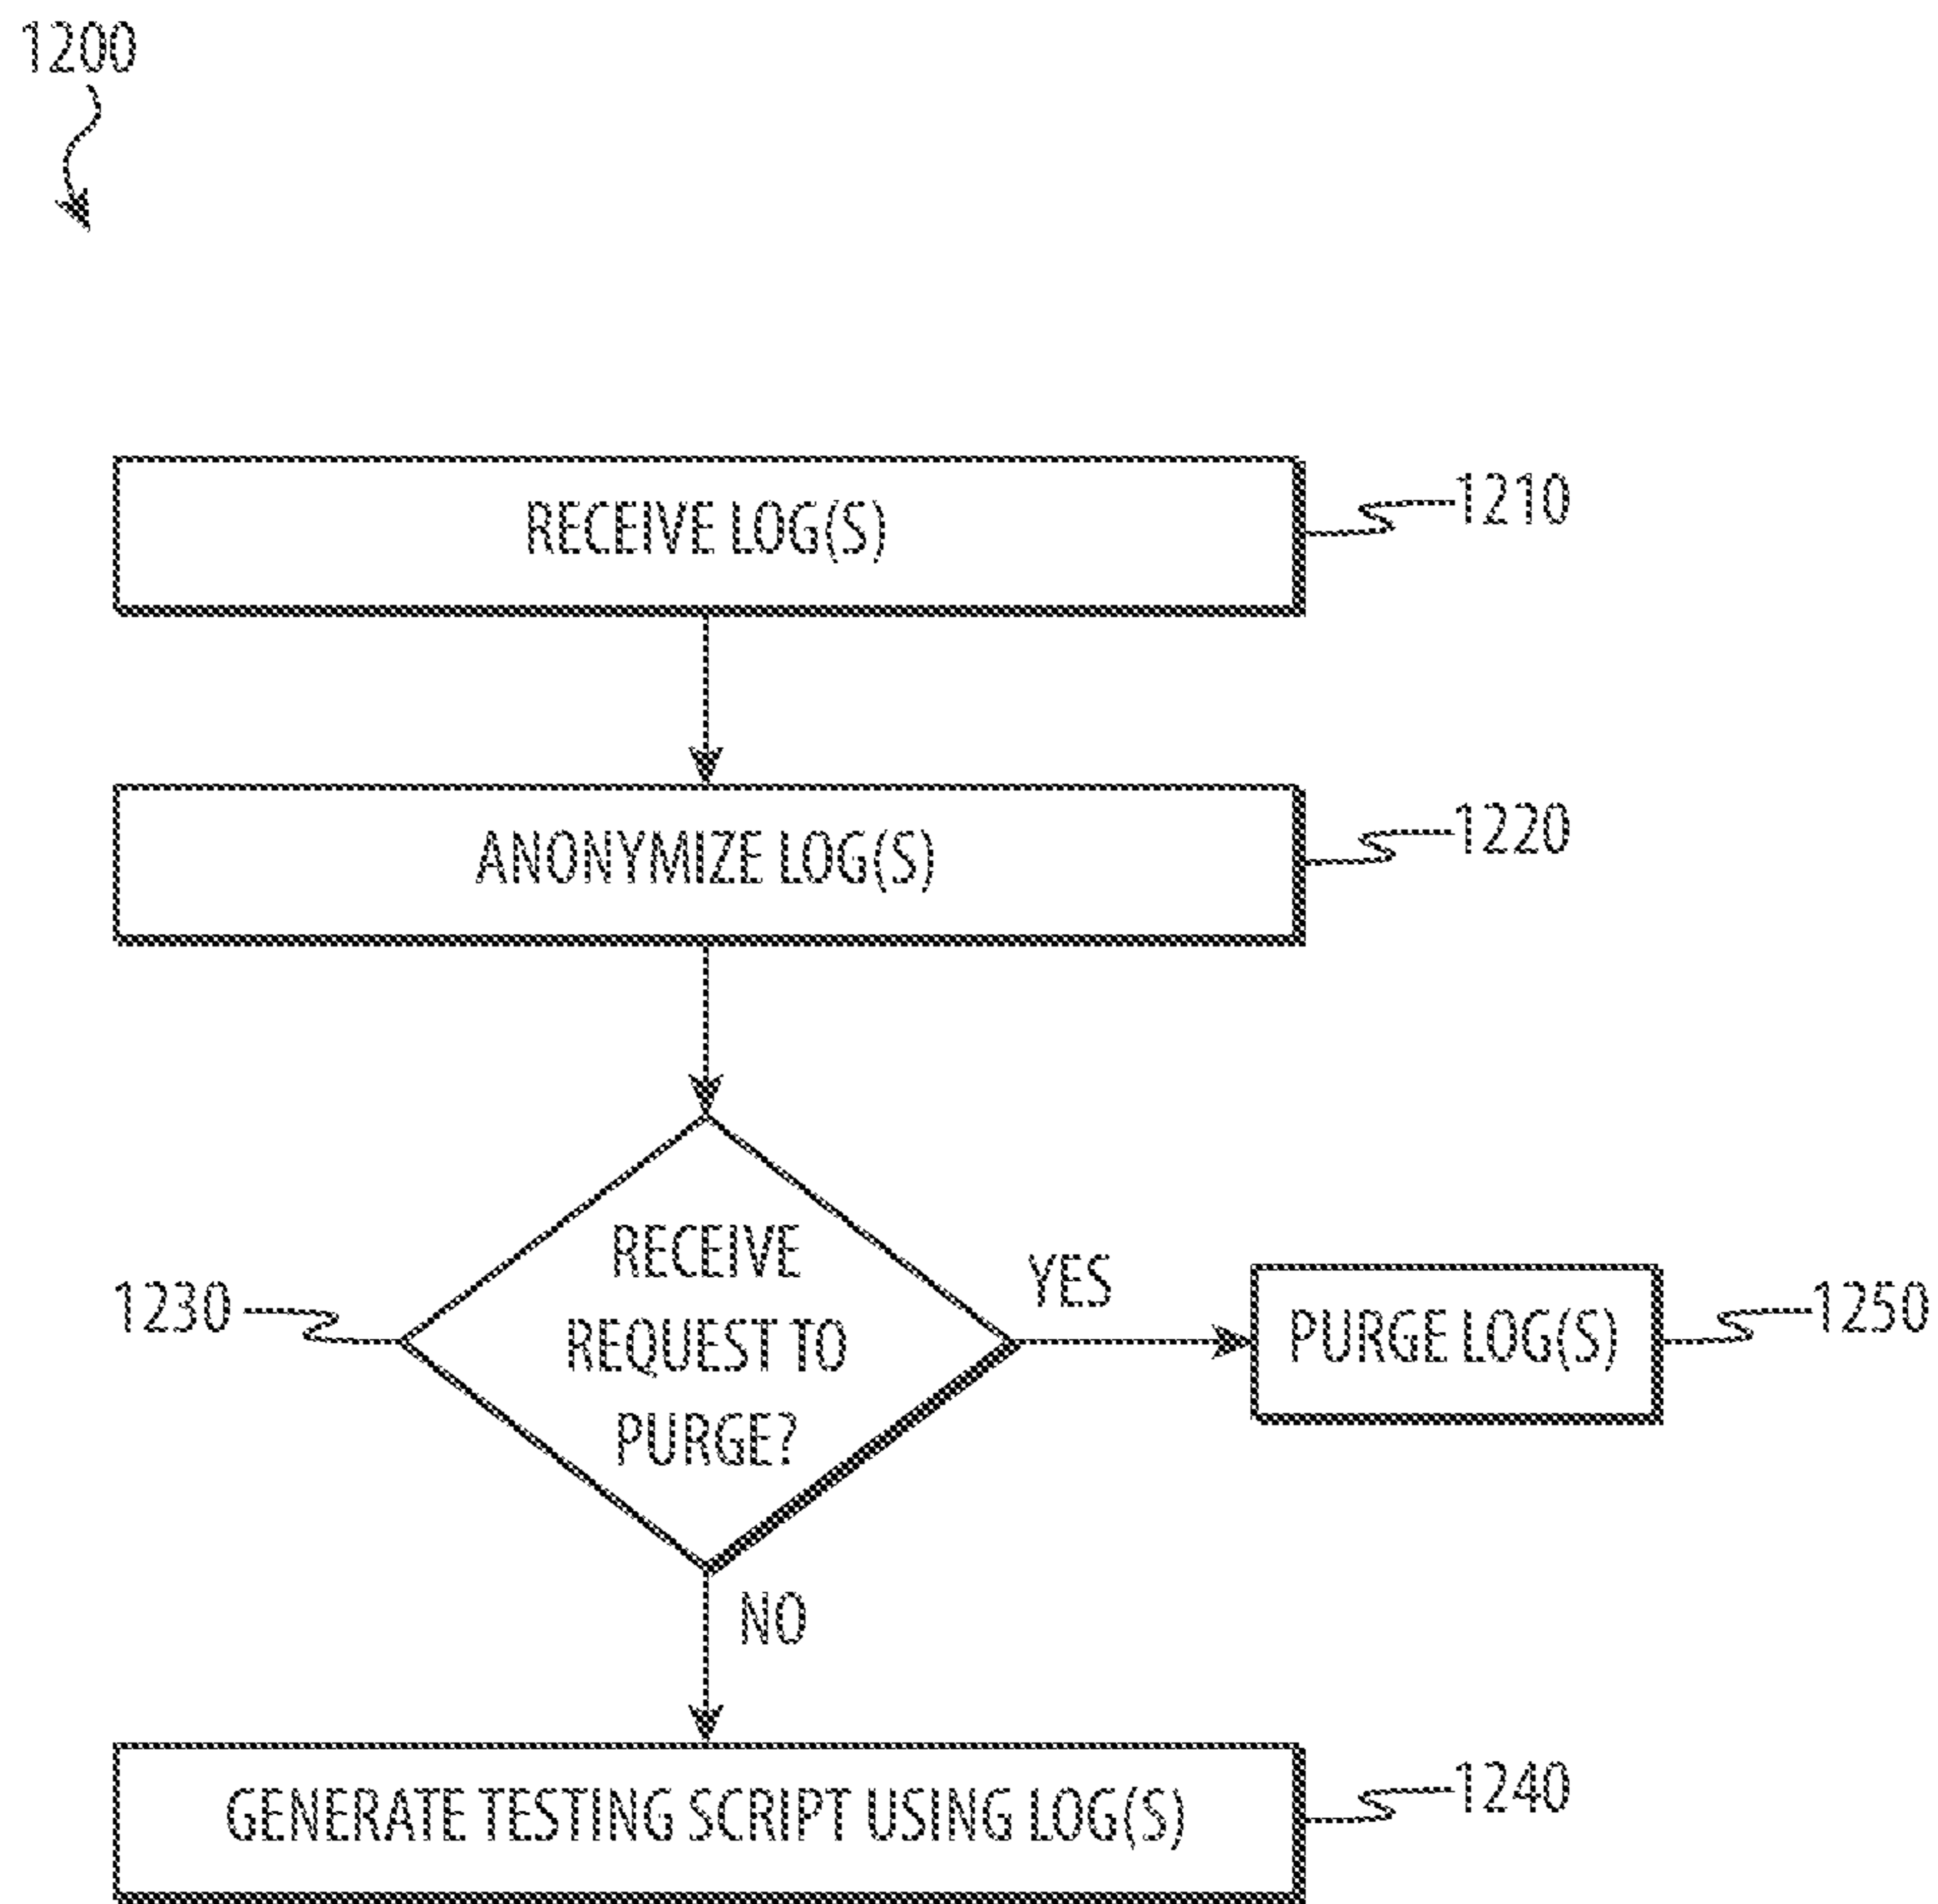 1200
RECEIVE LOG(S)
1210
ANONYMIZE LOG(S)
1220
1230
RECEIVE
REQUEST TO
PURGE?
YES
PURGE LOG(S)
1250
NO
GENERATE TESTING SCRIPT USING LOG(S)
1240